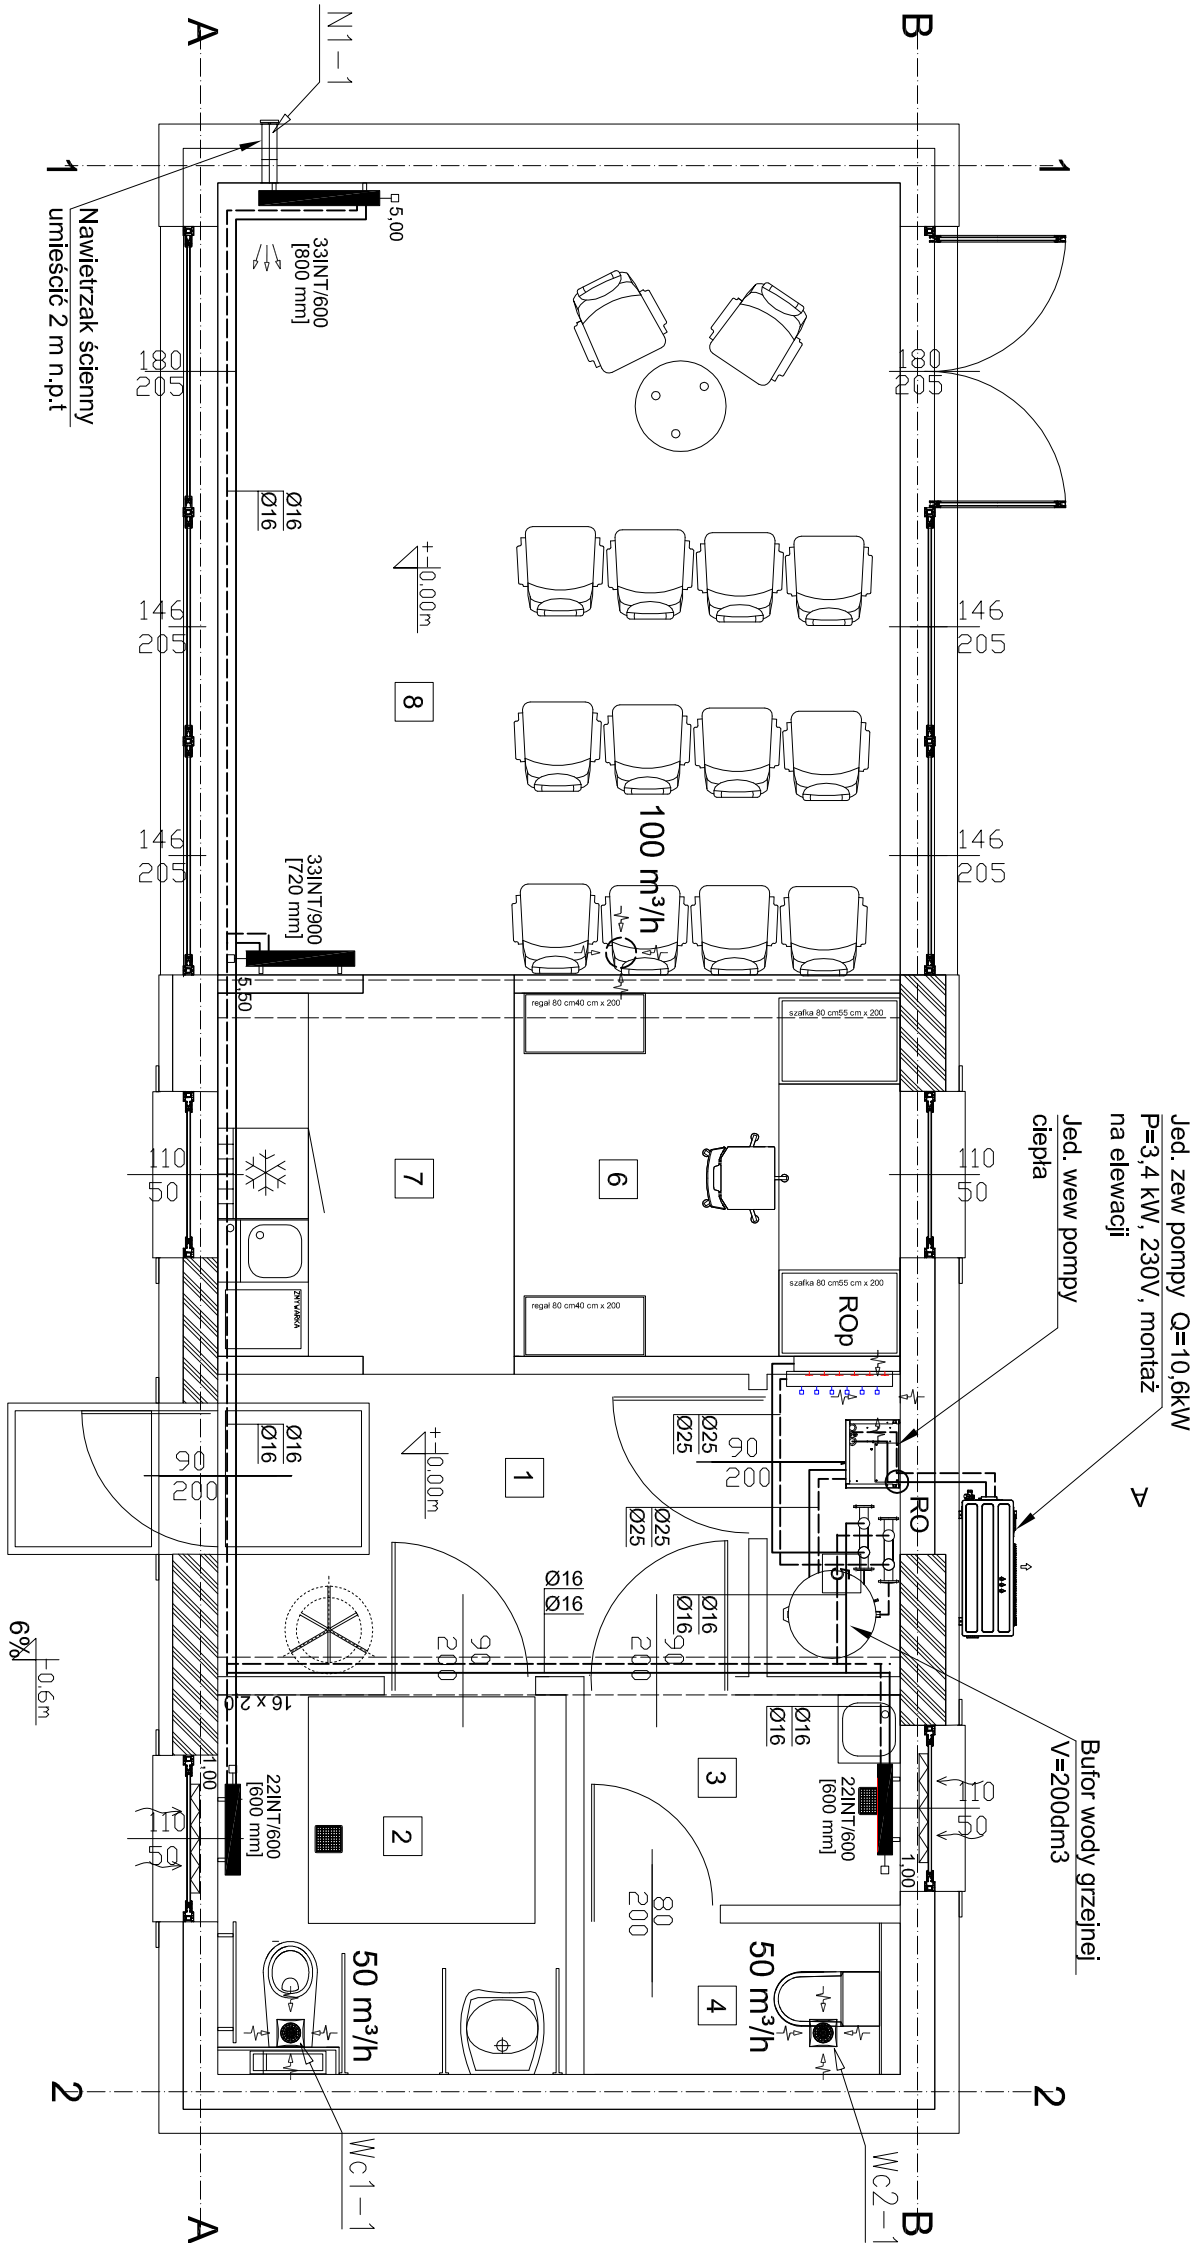 A
B
N1-1
1
1
Nawietrzak ścienny
umieścić 2 m n.p.t
5,00
33INT/600
[800 mm]
180
205
180
205
Ø16
Ø16
+-0,00m
146
205
146
205
8
100 m³/h
146
205
146
205
33INT/900
[720 mm]
5,50
regał 80 cm40 cm x 200
szafka 80 cm55 cm x 200
Jed. zew pompy Q=10,6kW
P=3,4 kW, 230V, montaż
na elewacji
Jed. wew pompy
ciepła
110
50
7
6
110
50
ZMYWARKA
regał 80 cm40 cm x 200
szafka 80 cm55 cm x 200
ROp
Ø16
Ø16
90
200
+-0.00m
1
Ø25
Ø25
90
200
RO
A
Ø25
Ø25
Ø16
Ø16
Ø16
Ø16
90
200
90
200
6%
-0.6m
16 x 2,0
Ø16
Ø16
Bufor wody grzejnej
V=200dm3
1,00
22INT/600
[600 mm]
110
50
2
3
22INT/600
[600 mm]
110
50
1,00
80
200
50 m³/h
50 m³/h
4
2
2
Wc1-1
Wc2-1
A
B